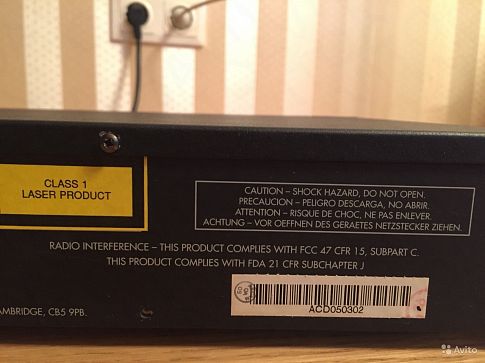 CLASS 1
LASER PRODUCT
CAUTION – SHOCK HAZARD, DO NOT OPEN.
PRECAUCION – PELIGRO DESCARGA, NO ABRIR.
ATTENTION – RISQUE DE CHOC, NE PAS ENLEVER.
ACHTUNG – VOR OFFNEN DES GERAETES NETZSTECKER ZIEHEN.
RADIO INTERFERENCE – THIS PRODUCT COMPLIES WITH FCC 47 CFR 15, SUBPART C.
THIS PRODUCT COMPLIES WITH FDA 21 CFR SUBCHAPTER J
ACD050302
AMBRIDGE, CB5 9PB.
Avito